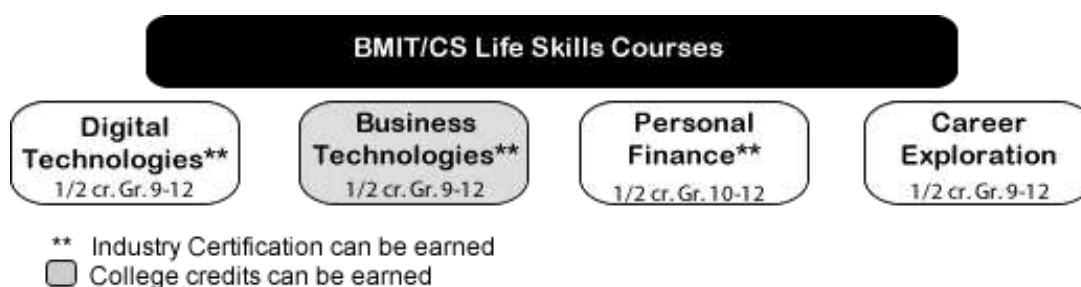 BMIT/CS Life Skills Courses
Digital
Technologies**
1/2 cr. Gr. 9-12
Business
Technologies**
1/2 cr. Gr. 9-12
Personal
Finance**
1/2 cr. Gr. 10-12
Career
Exploration
1/2 cr. Gr. 9-12
** Industry Certification can be earned
College credits can be earned